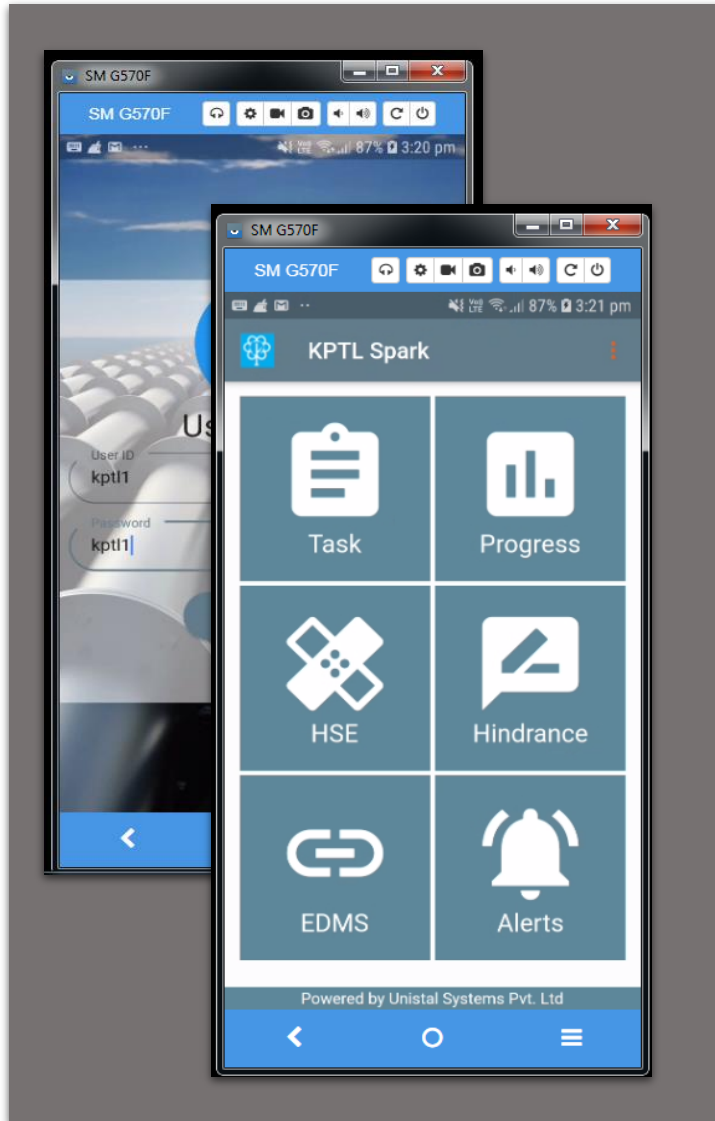 SM G570F
SM G570F
87% 3:20 pm
Us
User ID
kptl1
Password
kptl1
SM G570F
SM G570F
87% 3:21 pm
KPTL Spark
Task
Progress
HSE
Hindrance
EDMS
Alerts
Powered by Unistal Systems Pvt. Ltd